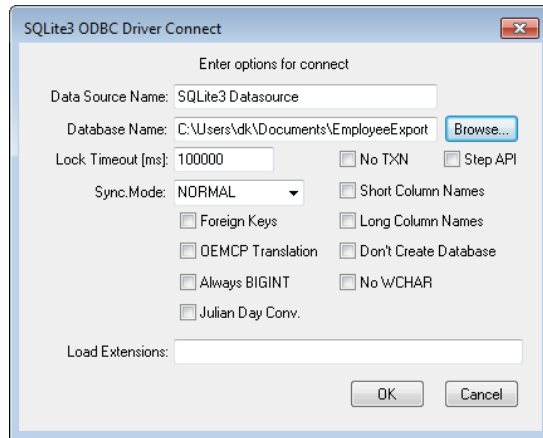 SQLite3 ODBC Driver Connect
Enter options for connect
Data Source Name: SQLite3 Datasource
Database Name: C:\Users\dk\Documents\EmployeeExport Browse...
Lock Timeout [ms]: 100000 No TXN Step API
Sync.Mode: NORMAL Short Column Names
Foreign Keys Long Column Names
OEMCP Translation Don't Create Database
Always BIGINT No WCHAR
Julian Day Conv.
Load Extensions:
OK Cancel